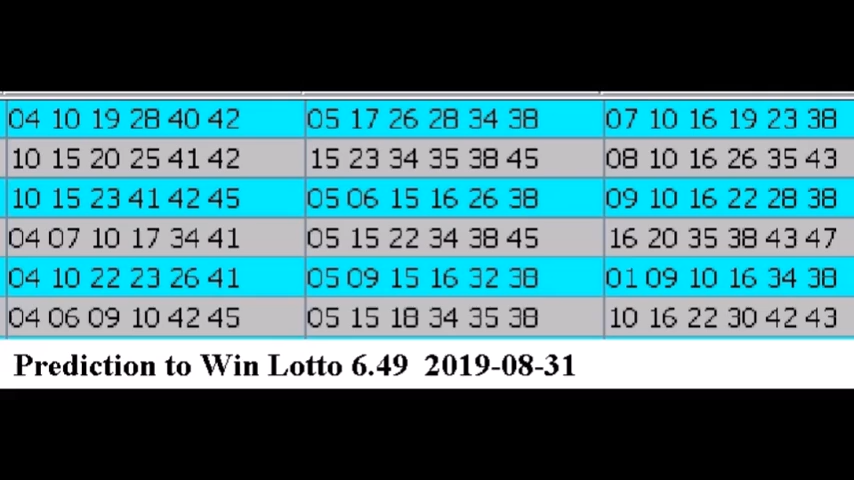 04 10 19 28 40 42 05 17 26 28 34 38 07 10 16 19 23 38
10 15 20 25 41 42 15 23 34 35 38 45 08 10 16 26 35 43
10 15 23 41 42 45 05 06 15 16 26 38 09 10 16 22 28 38
04 07 10 17 34 41 05 15 22 34 38 45 16 20 35 38 43 47
04 10 22 23 26 41 05 09 15 16 32 38 01 09 10 16 34 38
04 06 09 10 42 45 05 15 18 34 35 38 10 16 22 30 42 43
Prediction to Win Lotto 6.49 2019-08-31